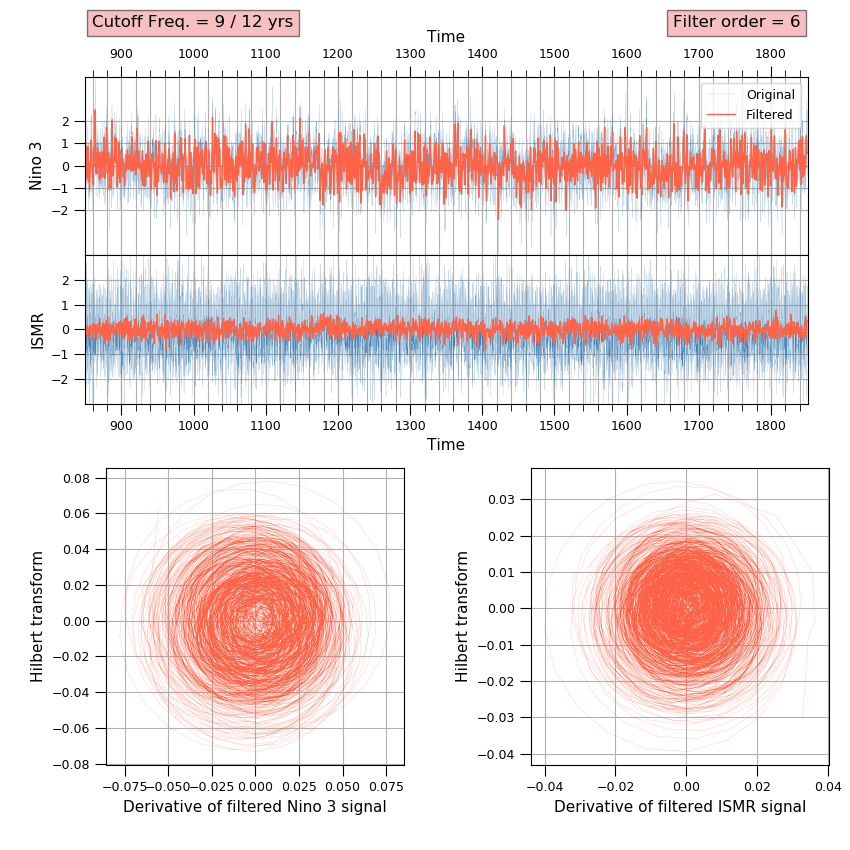 Cutoff Freq. = 9 / 12 yrs
Filter order = 6
Time
900 1000 1100 1200 1300 1400 1500 1600 1700 1800
Original
Filtered
Nino 3
2
1
0
−1
−2
ISMR
2
1
0
−1
−2
900 1000 1100 1200 1300 1400 1500 1600 1700 1800
Time
Hilbert transform
0.08
0.06
0.04
0.02
0.00
−0.02
−0.04
−0.06
−0.08
−0.075 −0.050 −0.025 0.000 0.025 0.050 0.075
Derivative of filtered Nino 3 signal
Hilbert transform
0.03
0.02
0.01
0.00
−0.01
−0.02
−0.03
−0.04
−0.04 −0.02 0.00 0.02 0.04
Derivative of filtered ISMR signal